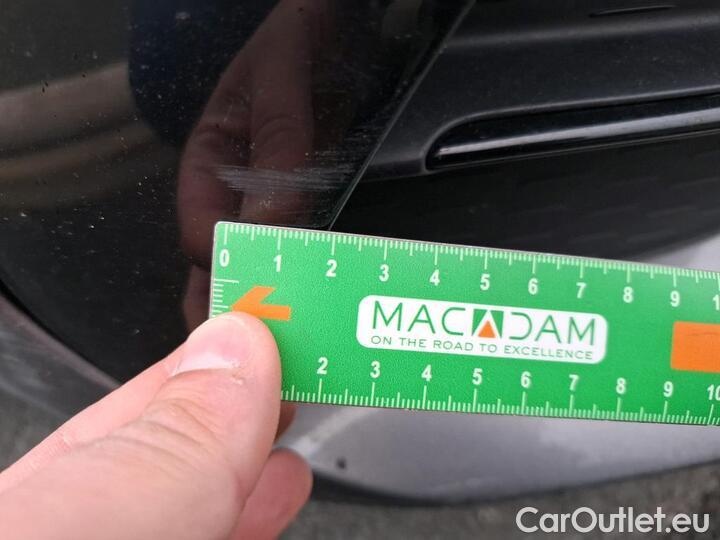 0 1 2 3 4 5 6 7 8 9 1
MACADAM
ON THE ROAD TO EXCELLENCE
2 3 4 5 6 7 8 9 10
CarOutlet.eu